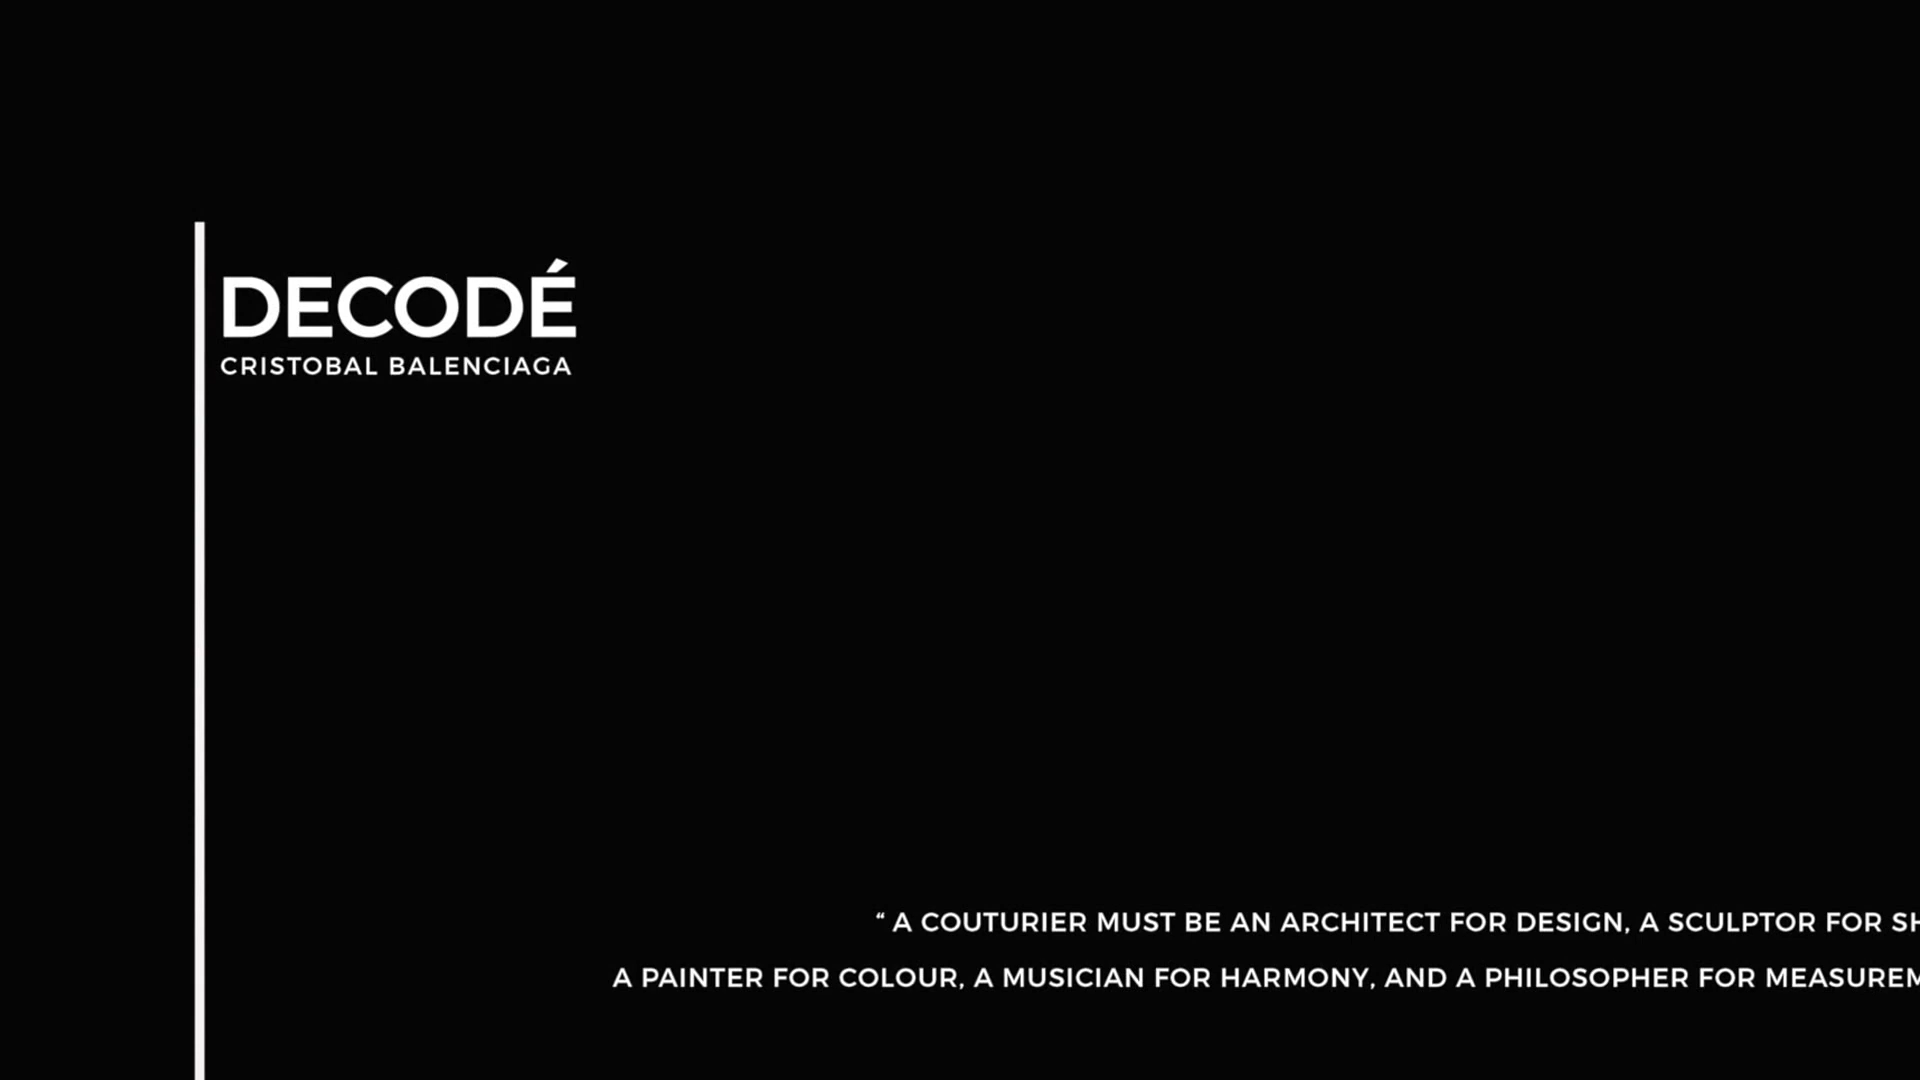 DECODÉ
CRISTOBAL BALENCIAGA
“ A COUTURIER MUST BE AN ARCHITECT FOR DESIGN, A SCULPTOR FOR
A PAINTER FOR COLOUR, A MUSICIAN FOR HARMONY, AND A PHILOSOPHER FOR